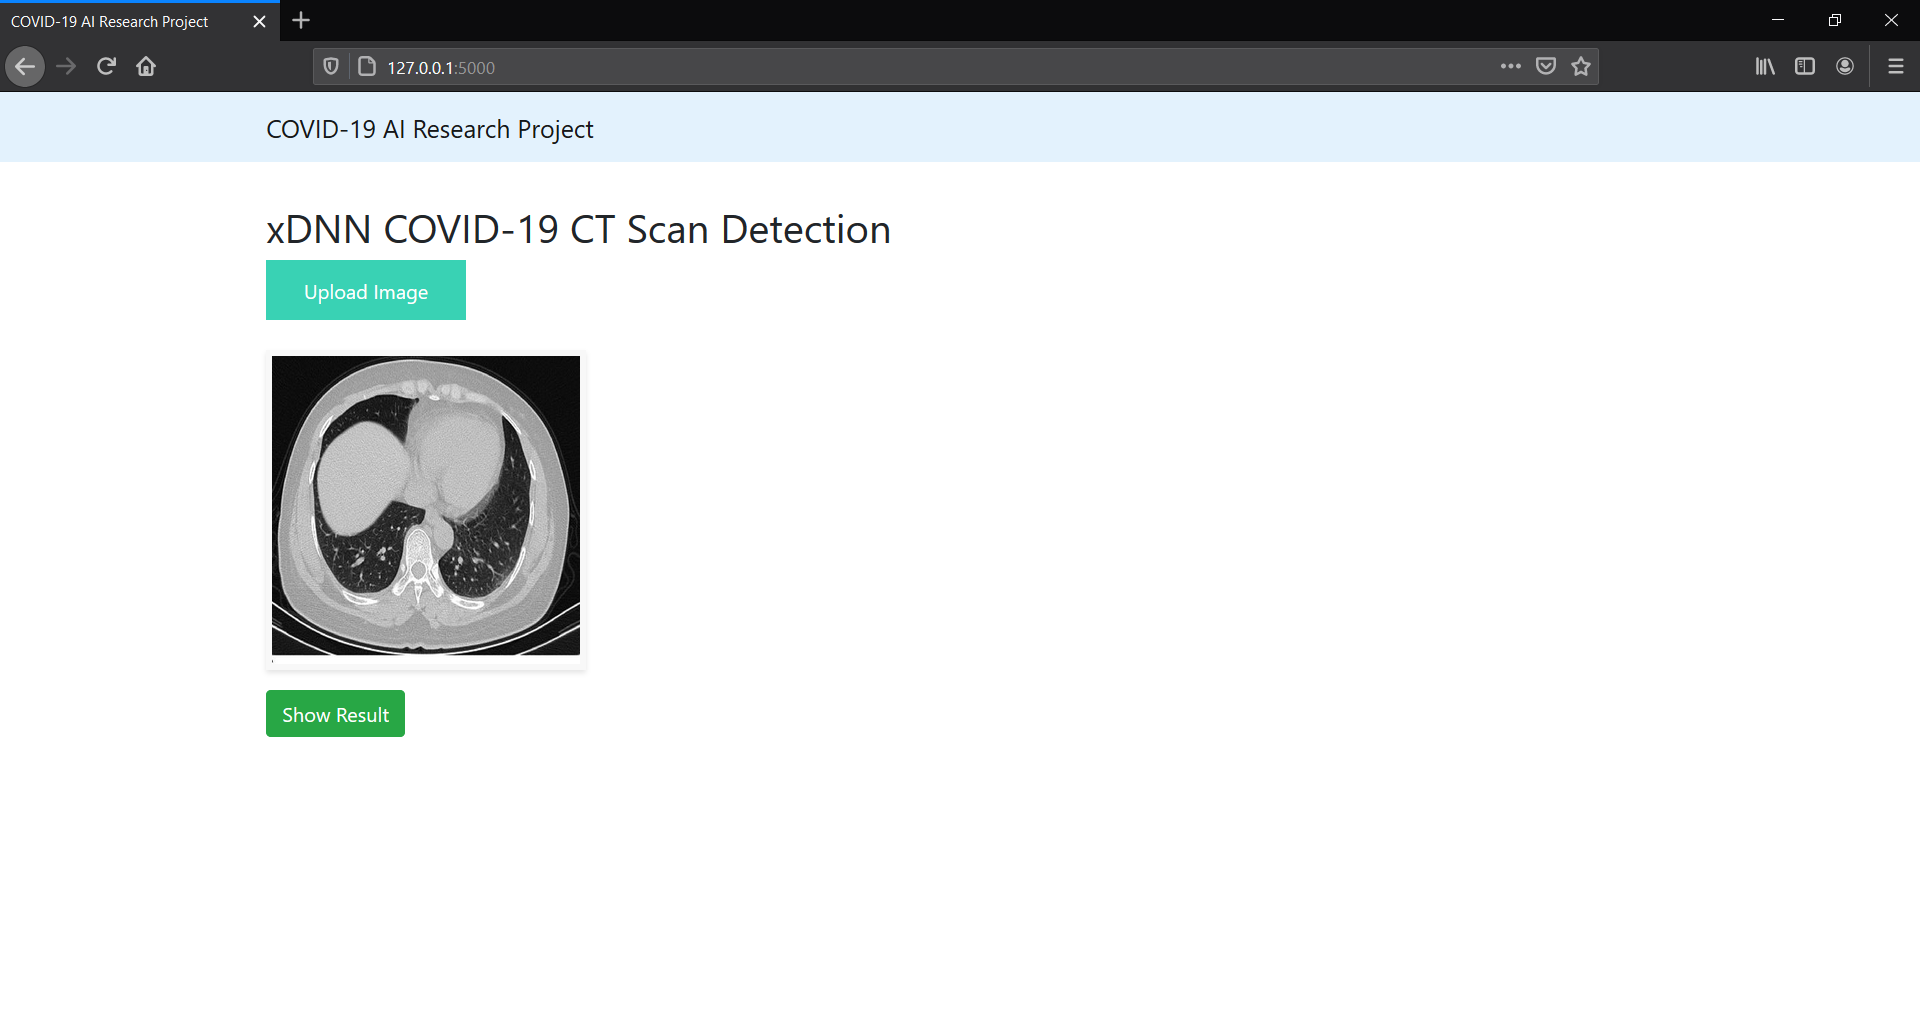 COVID-19 AI Research Project
127.0.0.1:5000
COVID-19 AI Research Project
xDNN COVID-19 CT Scan Detection
Upload Image
Show Result